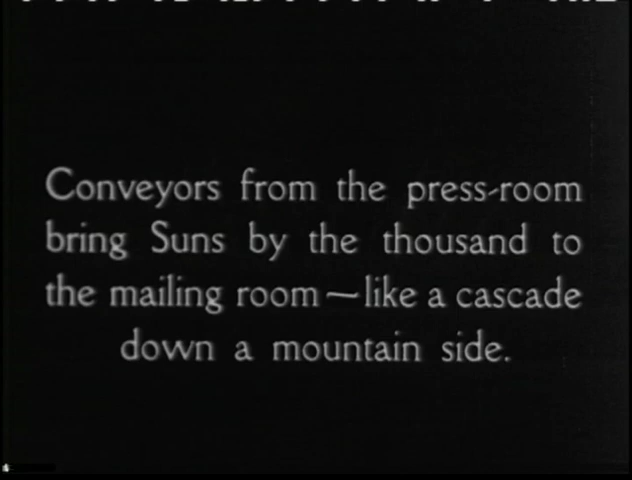 Conveyors from the press-room
bring Suns by the thousand to
the mailing room—like a cascade
down a mountain side.